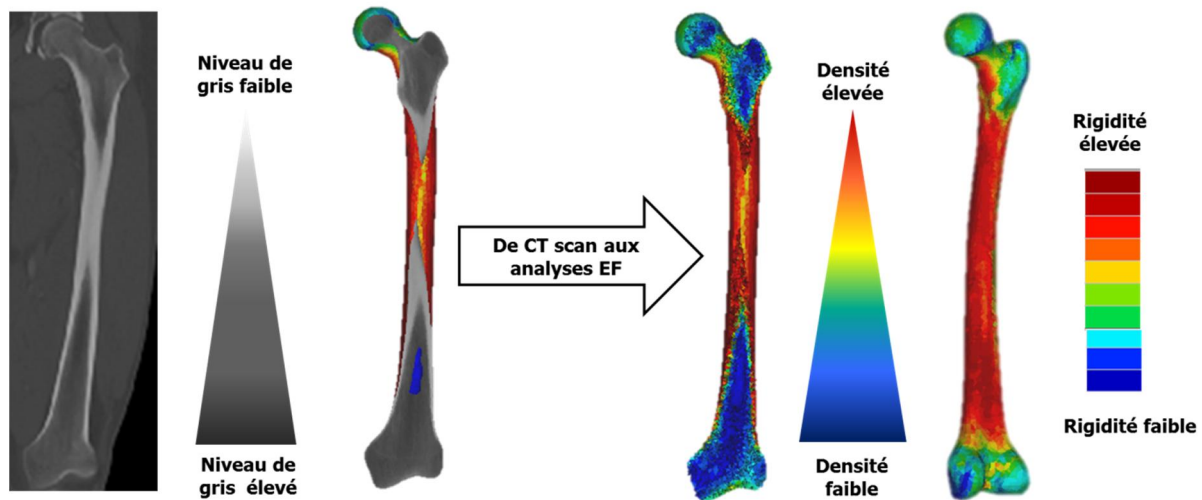 Niveau de
gris faible
Niveau de
gris élevé
De CT scan aux
analyses EF
Densité
élevée
Densité
faible
Rigidité
élevée
Rigidité faible